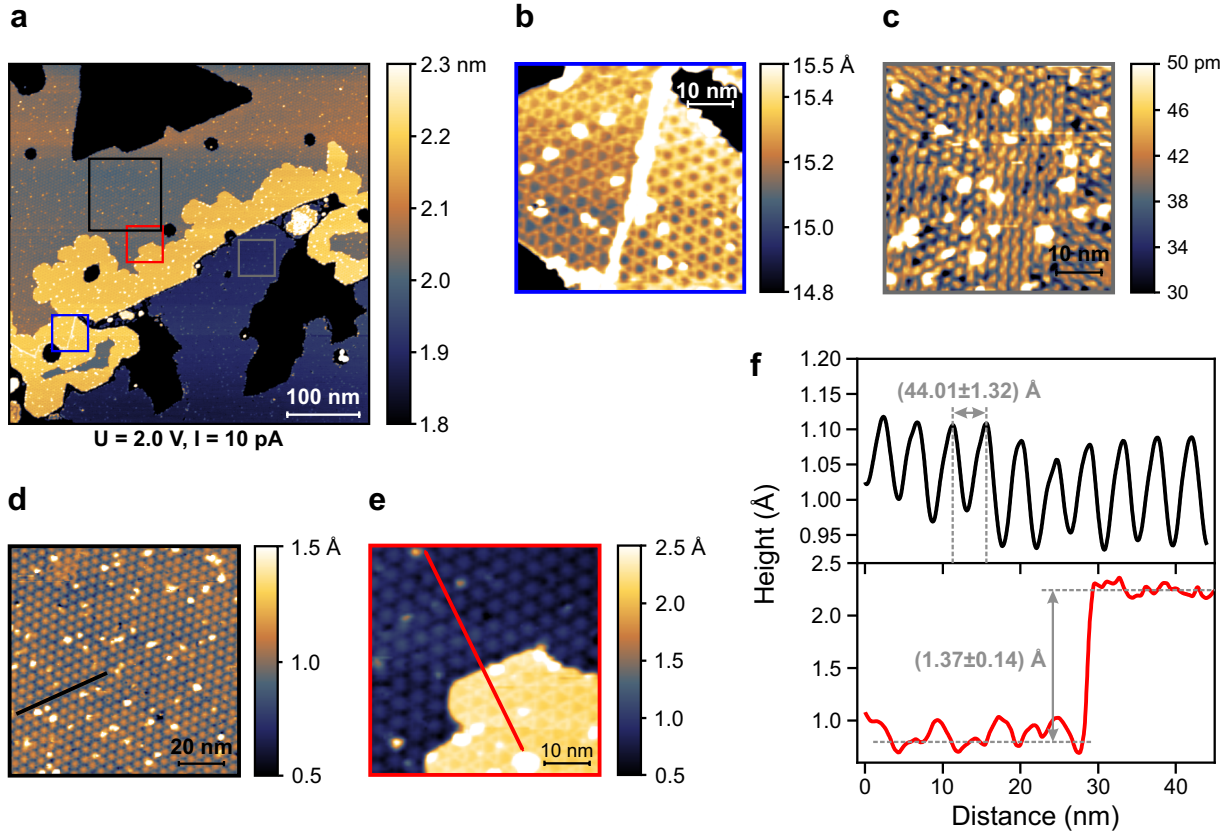 a
2.3 nm
2.2
2.1
2.0
1.9
1.8
100 nm
U = 2.0 V, I = 10 pA
b
10 nm
15.5 Å
15.4
15.2
15.0
14.8
c
10 nm
50 pm
46
42
38
34
30
d
20 nm
1.5 Å
1.0
0.5
e
10 nm
2.5 Å
2.0
1.5
1.0
0.5
f
Height (Å)
1.20
1.15
1.10
1.05
1.00
0.95
(44.01±1.32) Å
2.5
2.0
1.5
1.0
(1.37±0.14) Å
0
10
20
30
40
Distance (nm)